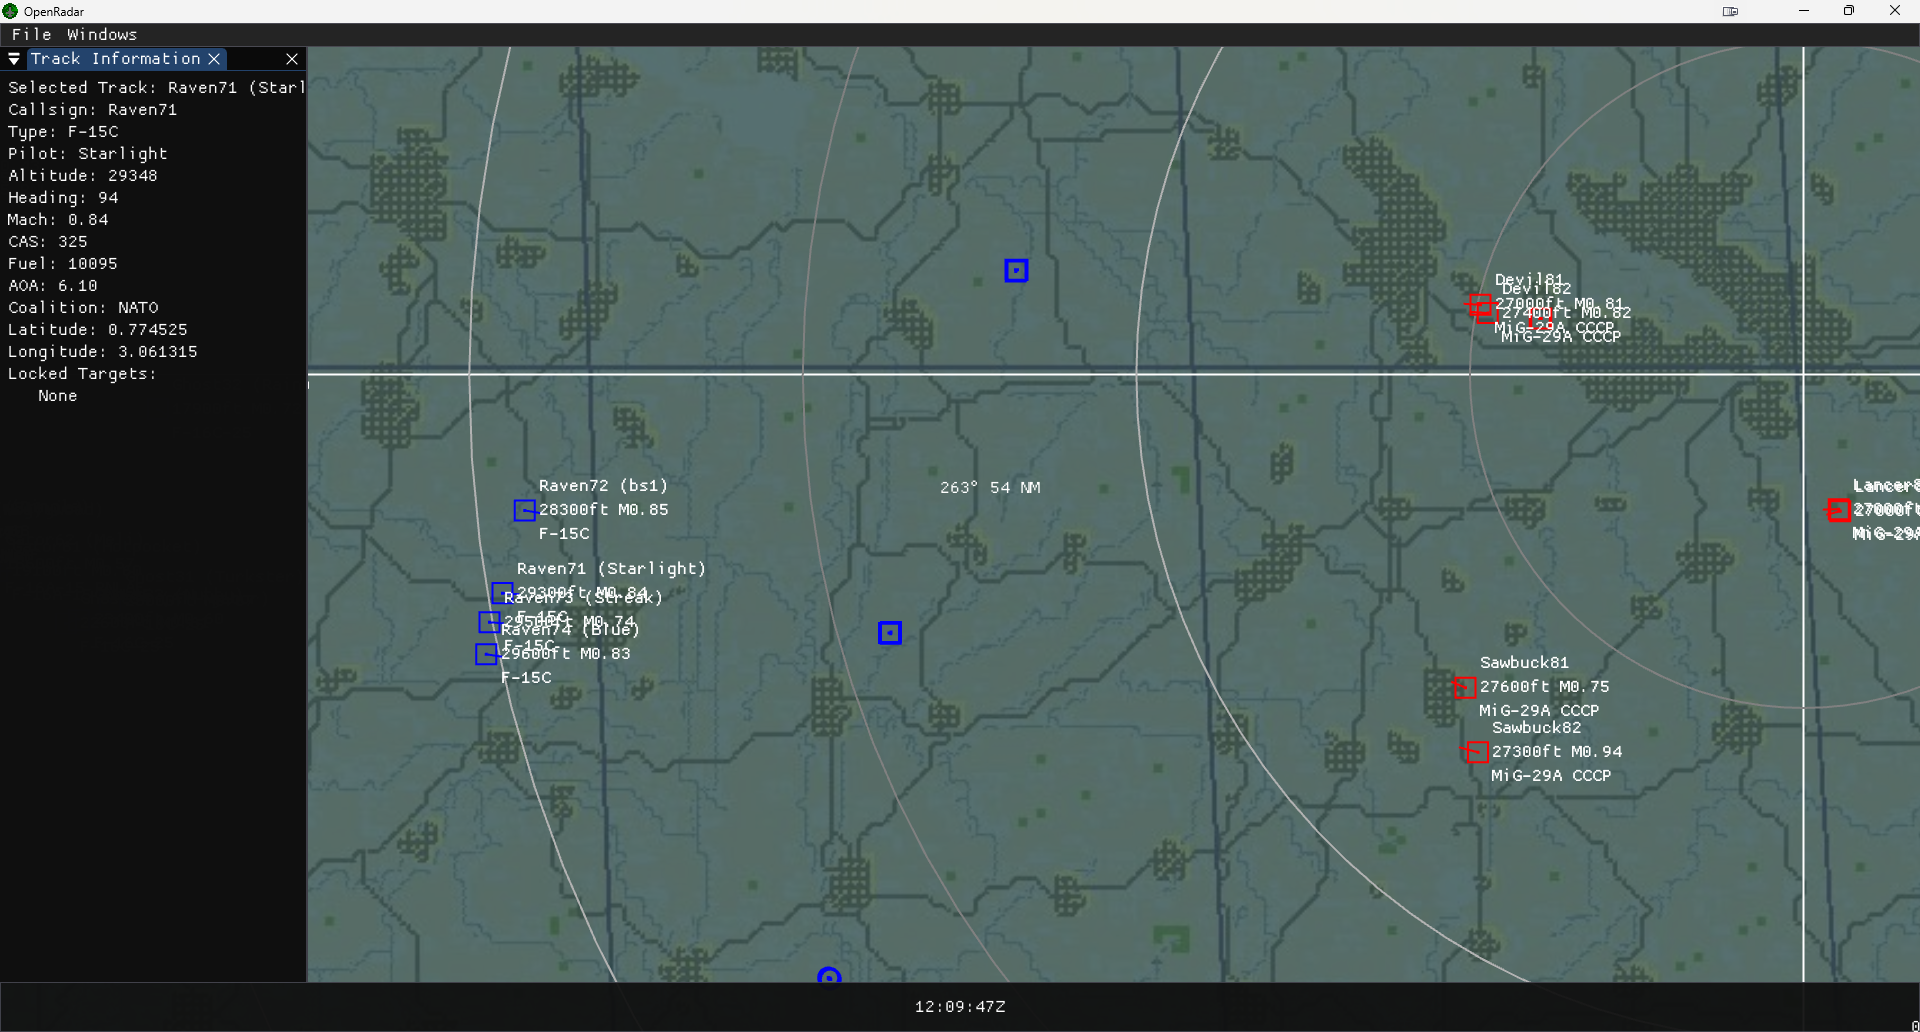 OpenRadar
File Windows
Track Information
Selected Track: Raven71 (Starl
Callsign: Raven71
Type: F-15C
Pilot: Starlight
Altitude: 29348
Heading: 94
Mach: 0.84
CAS: 325
Fuel: 10095
AOA: 6.10
Coalition: NATO
Latitude: 0.774525
Longitude: 3.061315
Locked Targets:
None
Devil81
27000ft M0.81
MiG-29A CCCP
Devil82
27400ft M0.82
MiG-29A CCCP
Raven72 (bs1)
28300ft M0.85
F-15C
263° 54 NM
27000ft
MiG-29A
Raven71 (Starlight)
29300ft M0.84
F-15C
Raven73 (Streak)
29500ft M0.74
F-15C
Raven74 (Blue)
29600ft M0.83
F-15C
Sawbuck81
27600ft M0.75
MiG-29A CCCP
Sawbuck82
27300ft M0.94
MiG-29A CCCP
12:09:47Z